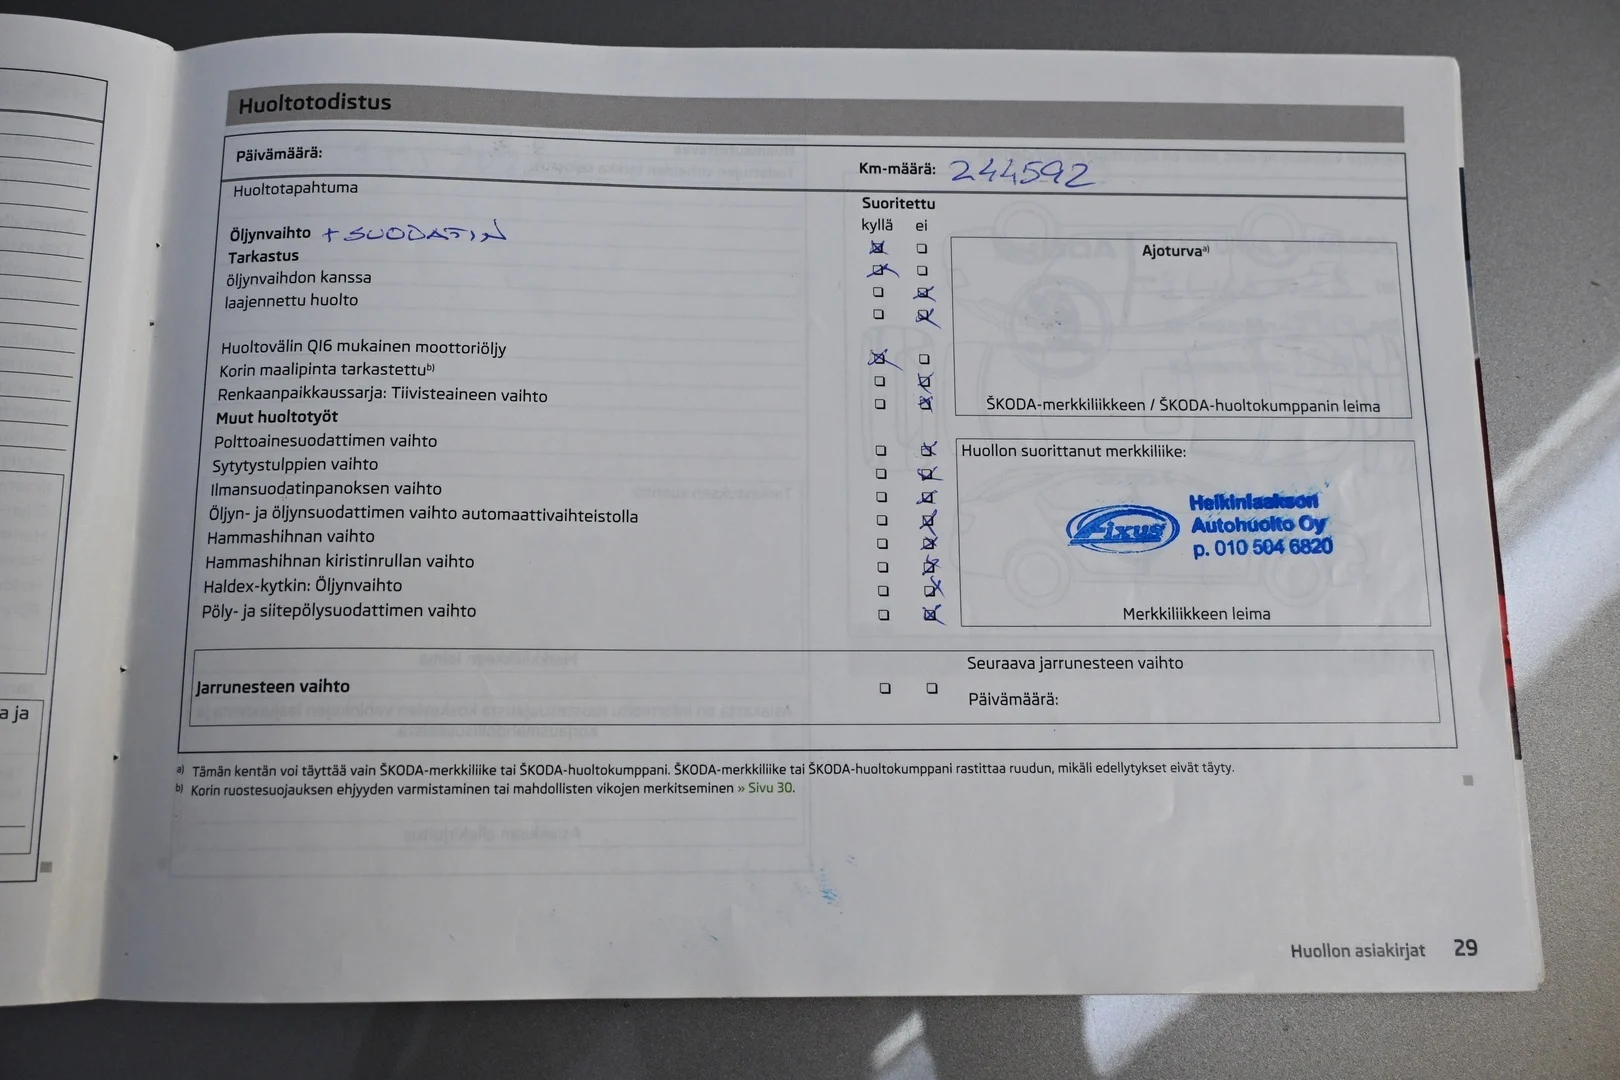 Huoltotodistus
Päivämäärä:
Km-määrä: 244592
Huoltotapahtuma
Suoritettu
kyllä ei
Öljynvaihto + SUODATIN
Tarkastus
öljynvaihdon kanssa
laajennettu huolto
Huoltovälin QI6 mukainen moottoriöljy
Korin maalipinta tarkastettu b)
Renkaanpaikkaussarja: Tiivisteaineen vaihto
Muut huoltotyöt
Polttoainesuodattimen vaihto
Sytytystulppien vaihto
Ilmansuodatinpanoksen vaihto
Öljyn- ja öljynsuodattimen vaihto automaattivaihteistolla
Hammashihnan vaihto
Hammashihnan kiristinrullan vaihto
Haldex-kytkin: Öljynvaihto
Pöly- ja siitepölysuodattimen vaihto
Ajoturva a)
ŠKODA-merkkiliikkeen / ŠKODA-huoltokumppanin leima
Huollon suorittanut merkkiliike:
Fixus
Heikinlaakson
Autohuolto Oy
p. 010 504 6820
Merkkiliikkeen leima
Jarrunesteen vaihto
Seuraava jarrunesteen vaihto
Päivämäärä:
a) Tämän kentän voi täyttää vain ŠKODA-merkkiliike tai ŠKODA-huoltokumppani. ŠKODA-merkkiliike tai ŠKODA-huoltokumppani rastittaa ruudun, mikäli edellytykset eivät täyty.
b) Korin ruostesuojauksen ehjyyden varmistaminen tai mahdollisten vikojen merkitseminen » Sivu 30.
Huollon asiakirjat 29
a ja